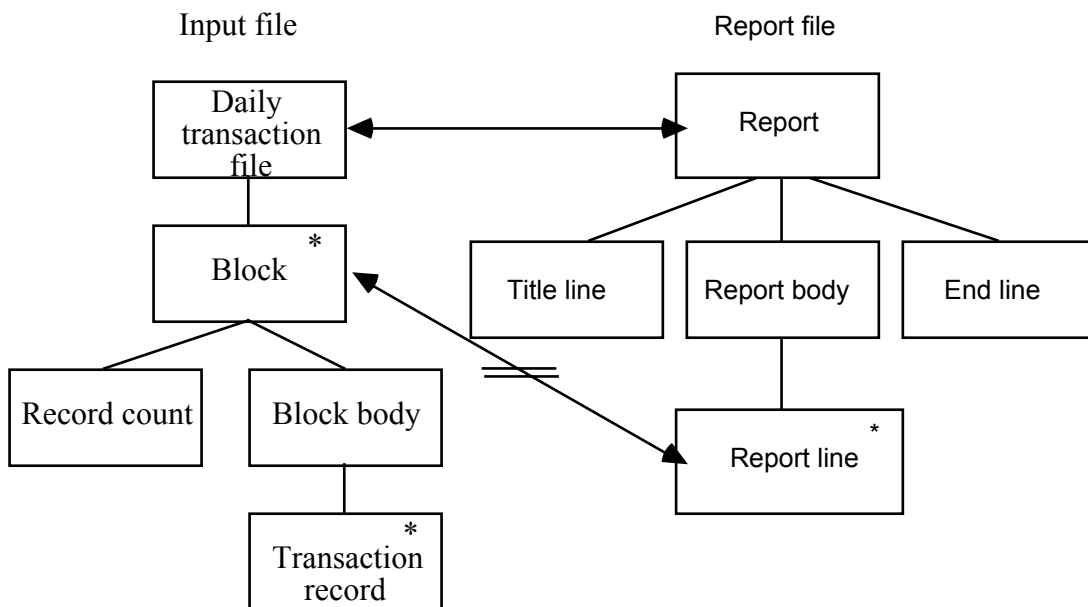 Input file
Report file
Daily
transaction
file
Report
*
Block
Title line
Report body
End line
Record count
Block body
*
Report line
*
Transaction
record